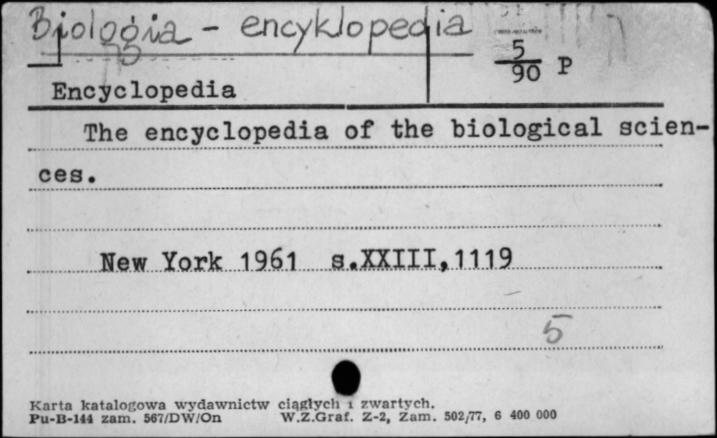 Biologia - encyklopedia
5
90 P
Encyclopedia
The encyclopedia of the biological scien-
ces.
New York 1961 s.XXIII,1119
5
Karta katalogowa wydawnictw ciągłych i zwartych.
Pu-B-144 zam. 567/DW/On W.Z.Graf. Z-2, Zam. 502/77, 6 400 000